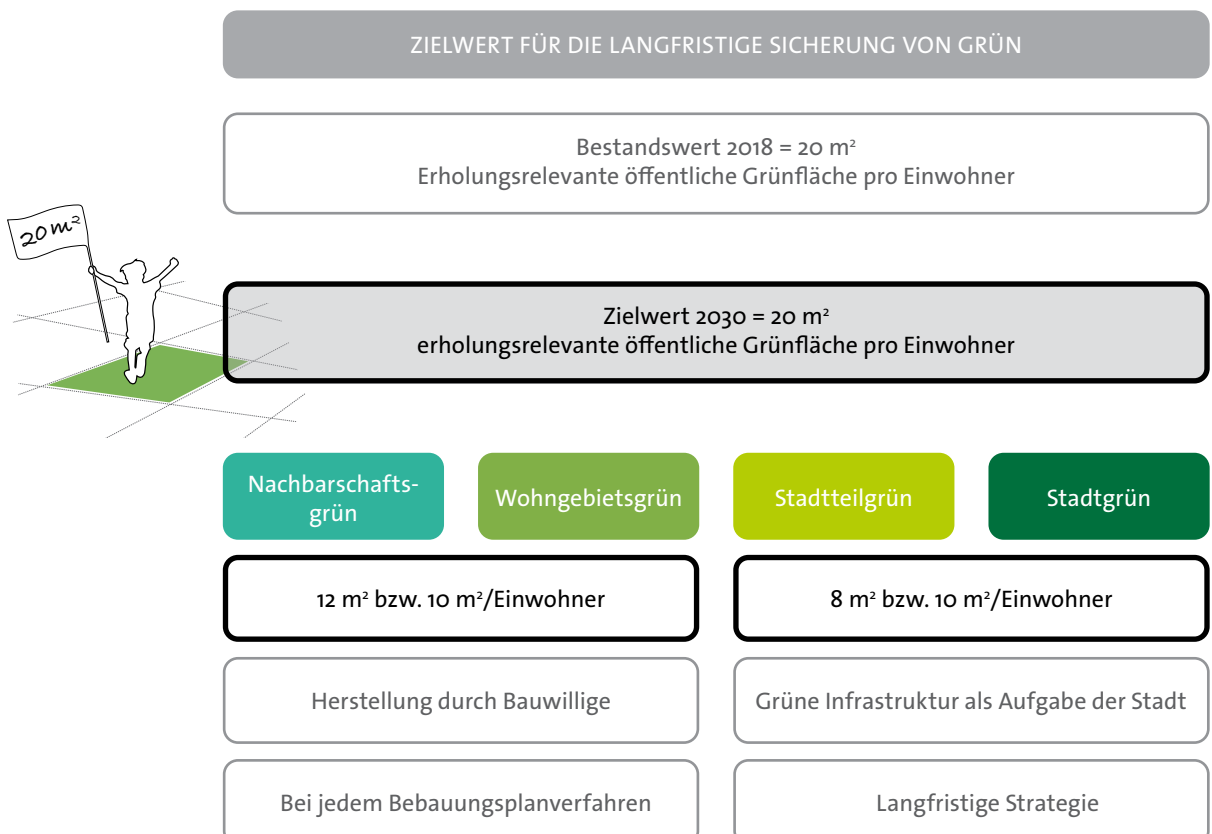 ZIELWERT FÜR DIE LANGFRISTIGE SICHERUNG VON GRÜN
Bestandswert 2018 = 20 m²
Erholungsrelevante öffentliche Grünfläche pro Einwohner
20 m²
Zielwert 2030 = 20 m²
erholungsrelevante öffentliche Grünfläche pro Einwohner
Nachbarschafts-
grün
Wohngebietsgrün
Stadtteilgrün
Stadtgrün
12 m² bzw. 10 m²/Einwohner
8 m² bzw. 10 m²/Einwohner
Herstellung durch Bauwillige
Grüne Infrastruktur als Aufgabe der Stadt
Bei jedem Bebauungsplanverfahren
Langfristige Strategie